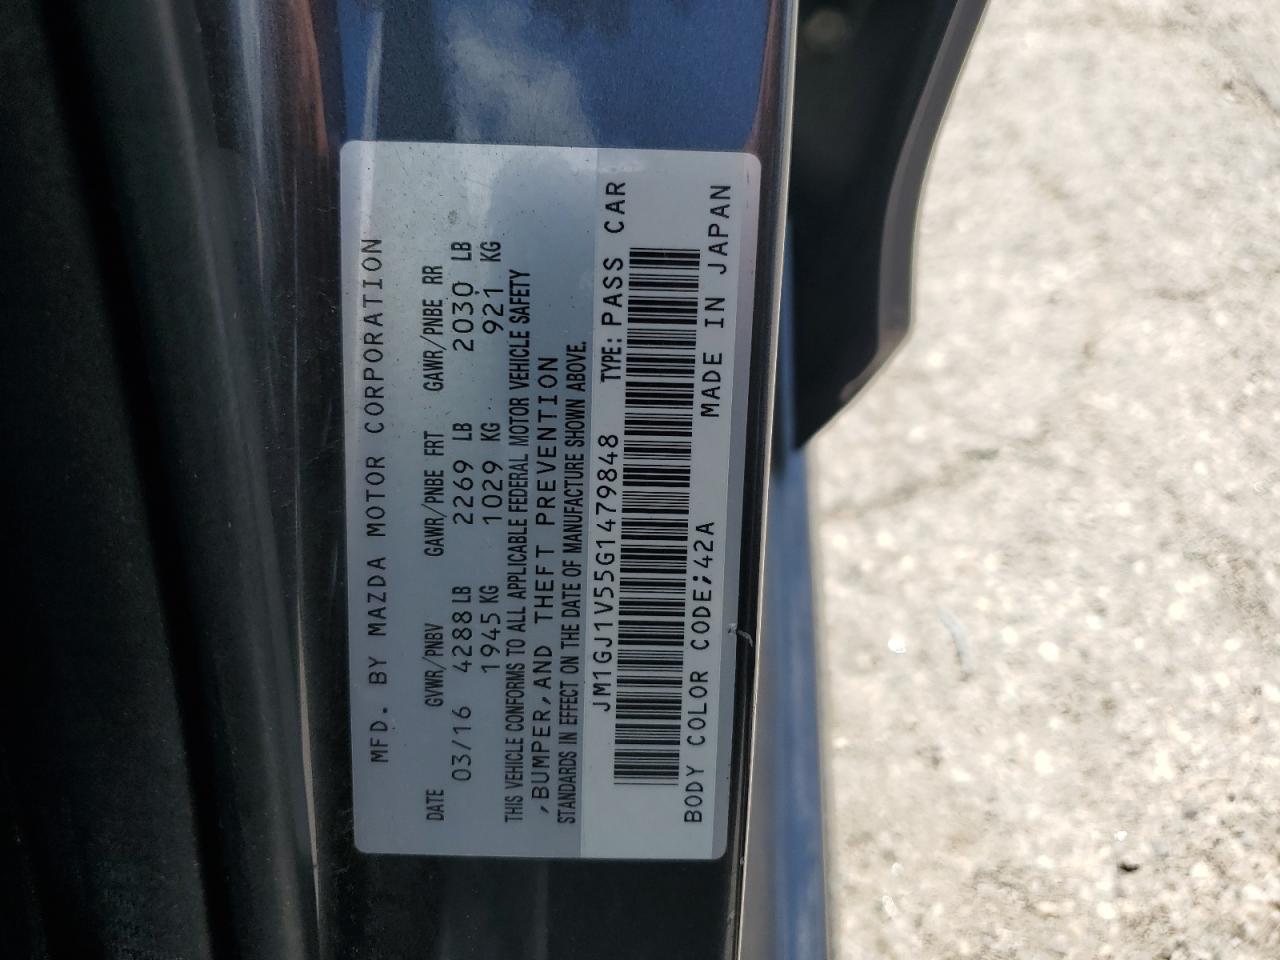 MFD. BY MAZDA MOTOR CORPORATION
DATE GVWR/PNBV GAWR/PNBE FRT GAWR/PNBE RR
03/16 4288 LB 2269 LB 2030 LB
1945 KG 1029 KG 921 KG
THIS VEHICLE CONFORMS TO ALL APPLICABLE FEDERAL MOTOR VEHICLE SAFETY
,BUMPER,AND THEFT PREVENTION
STANDARDS IN EFFECT ON THE DATE OF MANUFACTURE SHOWN ABOVE.
JM1GJ1V55G1479848 TYPE: PASS CAR
BODY COLOR CODE;42A MADE IN JAPAN